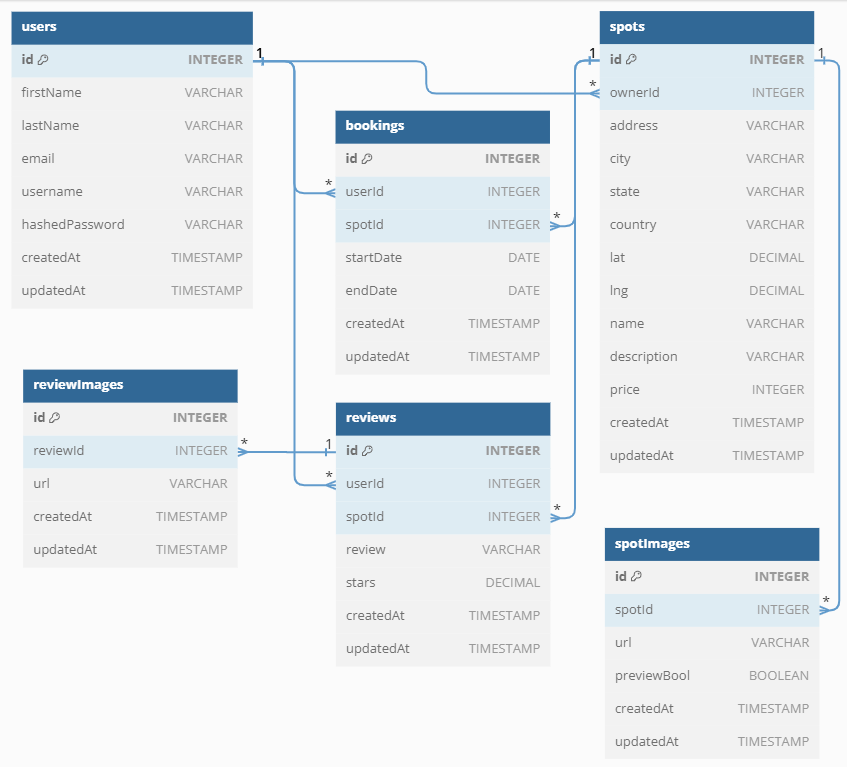 users
id INTEGER
firstName VARCHAR
lastName VARCHAR
email VARCHAR
username VARCHAR
hashedPassword VARCHAR
createdAt TIMESTAMP
updatedAt TIMESTAMP
1
spots
id INTEGER
ownerId INTEGER
address VARCHAR
city VARCHAR
state VARCHAR
country VARCHAR
lat DECIMAL
lng DECIMAL
name VARCHAR
description VARCHAR
price INTEGER
createdAt TIMESTAMP
updatedAt TIMESTAMP
1
*
1
bookings
id INTEGER
userId INTEGER
spotId INTEGER
startDate DATE
endDate DATE
createdAt TIMESTAMP
updatedAt TIMESTAMP
*
*
reviewImages
id INTEGER
reviewId INTEGER
url VARCHAR
createdAt TIMESTAMP
updatedAt TIMESTAMP
*
reviews
id INTEGER
userId INTEGER
spotId INTEGER
review VARCHAR
stars DECIMAL
createdAt TIMESTAMP
updatedAt TIMESTAMP
1
*
*
spotImages
id INTEGER
spotId INTEGER
url VARCHAR
previewBool BOOLEAN
createdAt TIMESTAMP
updatedAt TIMESTAMP
*